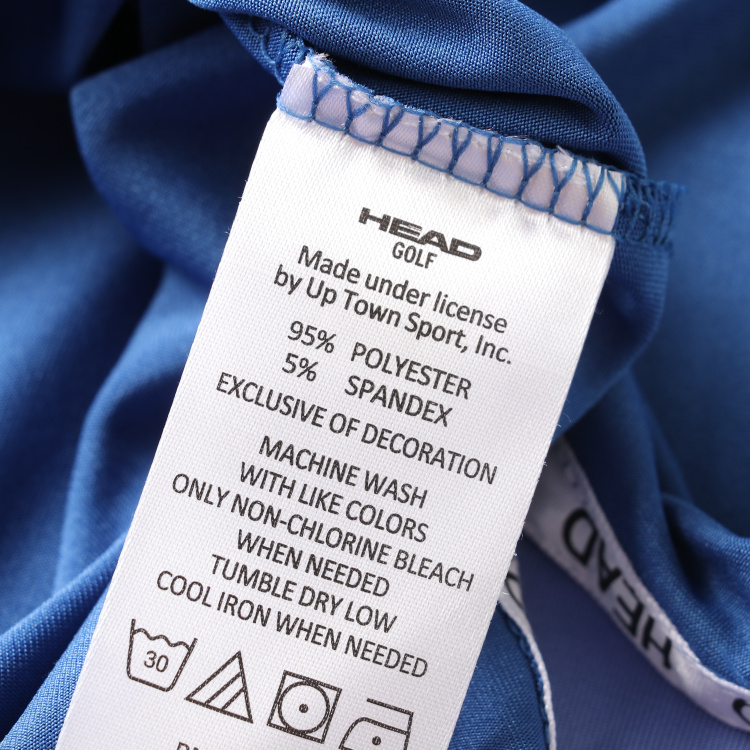 HEAD
GOLF
Made under license
by Up Town Sport, Inc.
95% POLYESTER
5% SPANDEX
EXCLUSIVE OF DECORATION
MACHINE WASH
WITH LIKE COLORS
ONLY NON-CHLORINE BLEACH
WHEN NEEDED
TUMBLE DRY LOW
COOL IRON WHEN NEEDED
30
HEAD